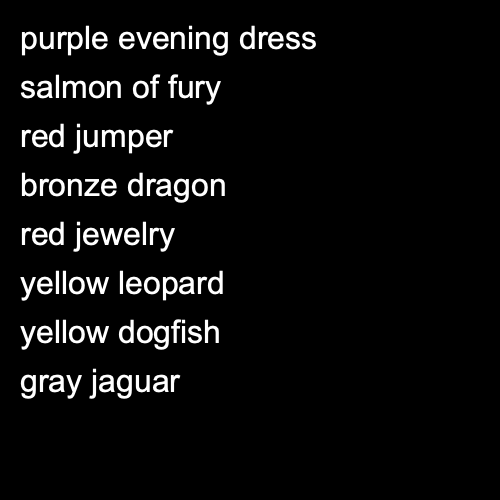 purple evening dress
salmon of fury
red jumper
bronze dragon
red jewelry
yellow leopard
yellow dogfish
gray jaguar